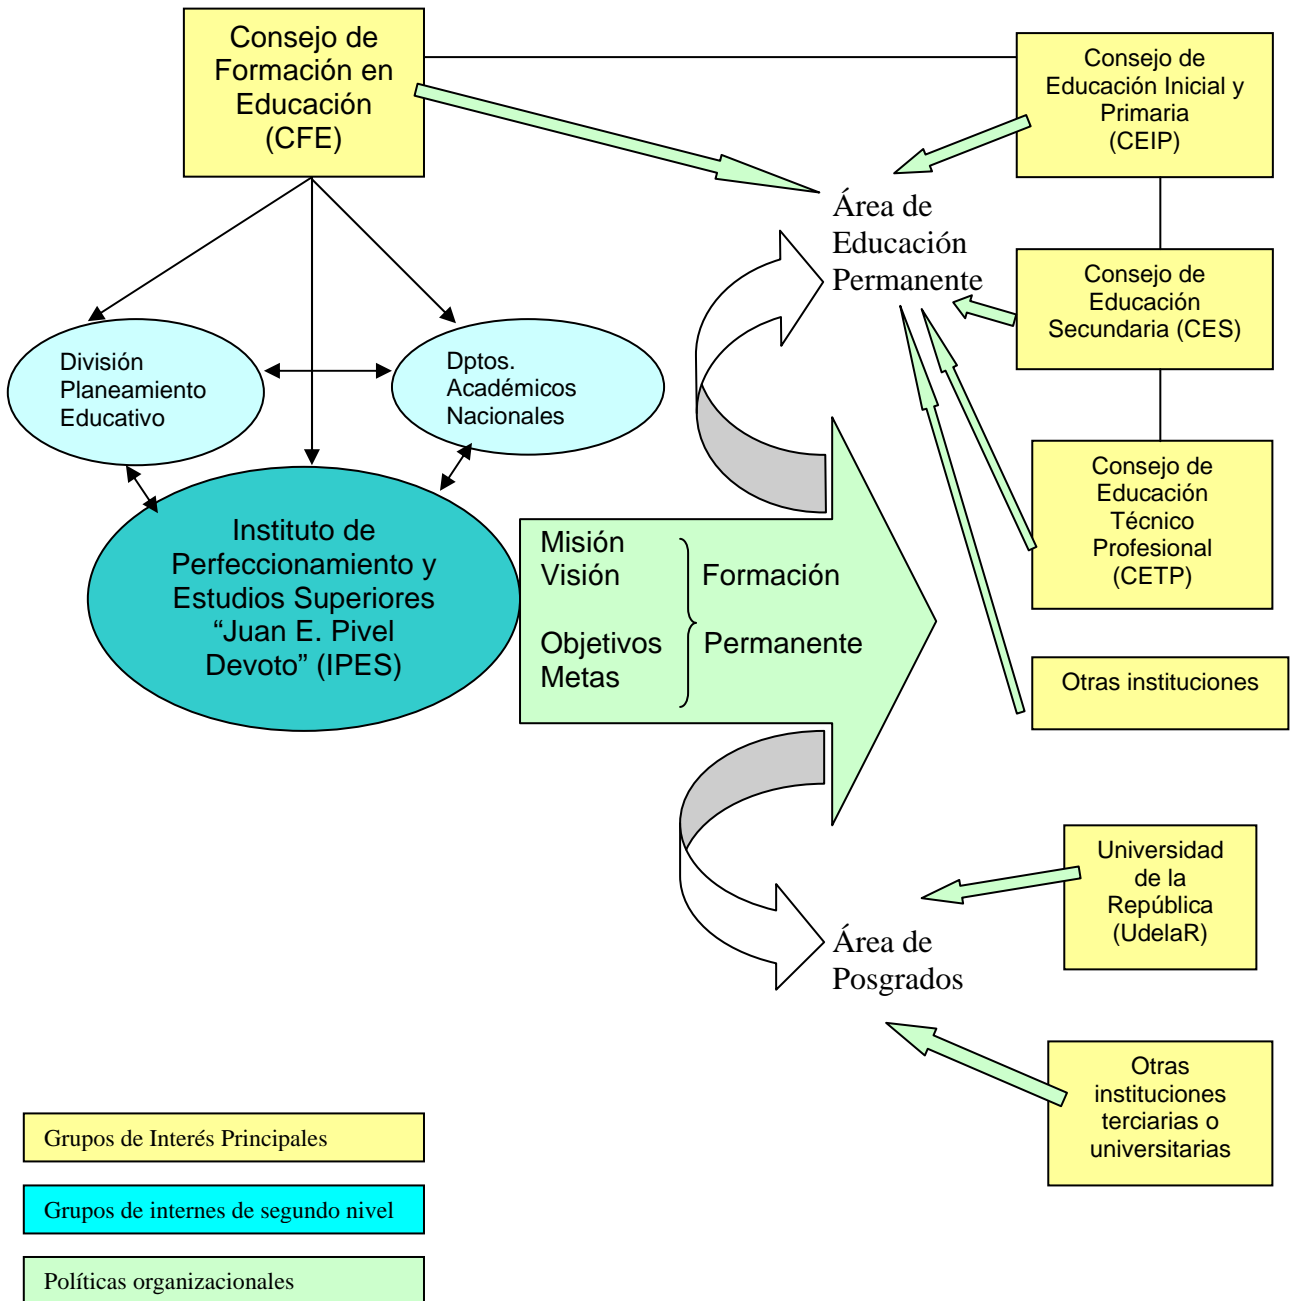 Consejo de
Formación en
Educación
(CFE)
Consejo de
Educación Inicial y
Primaria
(CEIP)
Área de
Educación
Permanente
Consejo de
Educación
Secundaria (CES)
División
Planeamiento
Educativo
Dptos.
Académicos
Nacionales
Consejo de
Educación
Técnico
Profesional
(CETP)
Instituto de
Perfeccionamiento y
Estudios Superiores
“Juan E. Pivel
Devoto” (IPES)
Misión
Visión
Objetivos
Metas
Formación
Permanente
Otras instituciones
Universidad
de la
República
(UdelaR)
Área de
Posgrados
Otras
instituciones
terciarias o
universitarias
Grupos de Interés Principales
Grupos de internes de segundo nivel
Políticas organizacionales